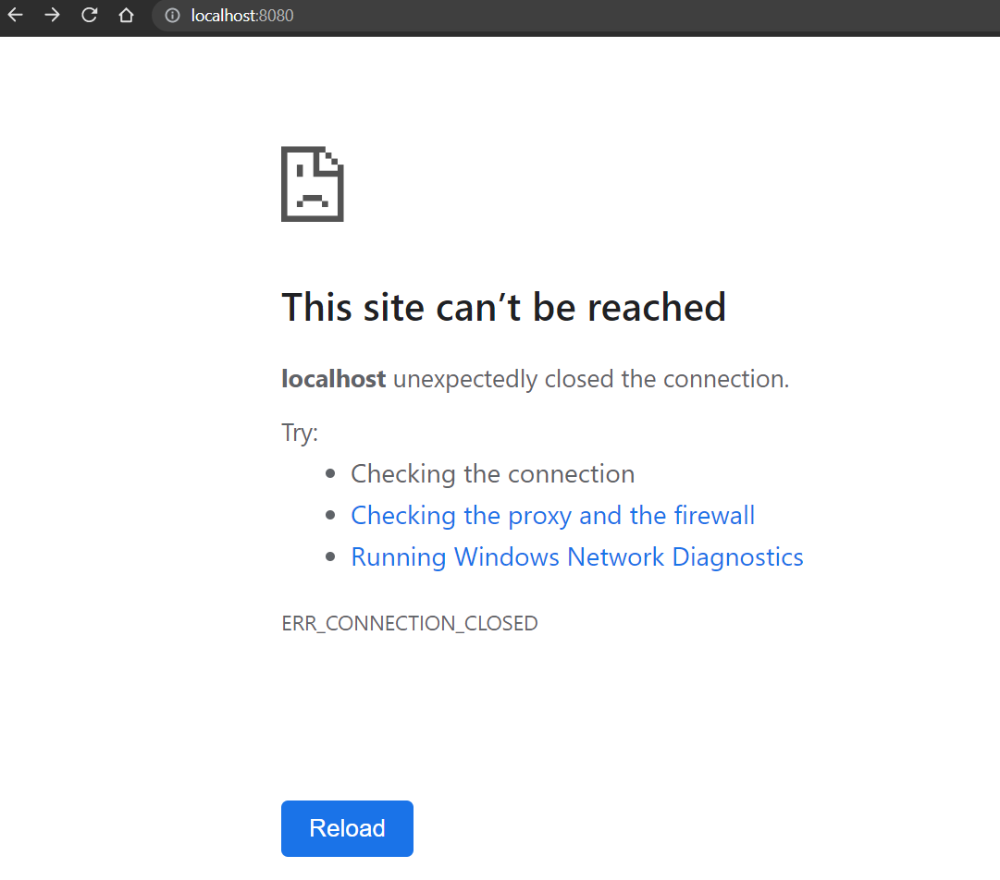 localhost:8080
This site can’t be reached
localhost unexpectedly closed the connection.
Try:
Checking the connection
Checking the proxy and the firewall
Running Windows Network Diagnostics
ERR_CONNECTION_CLOSED
Reload